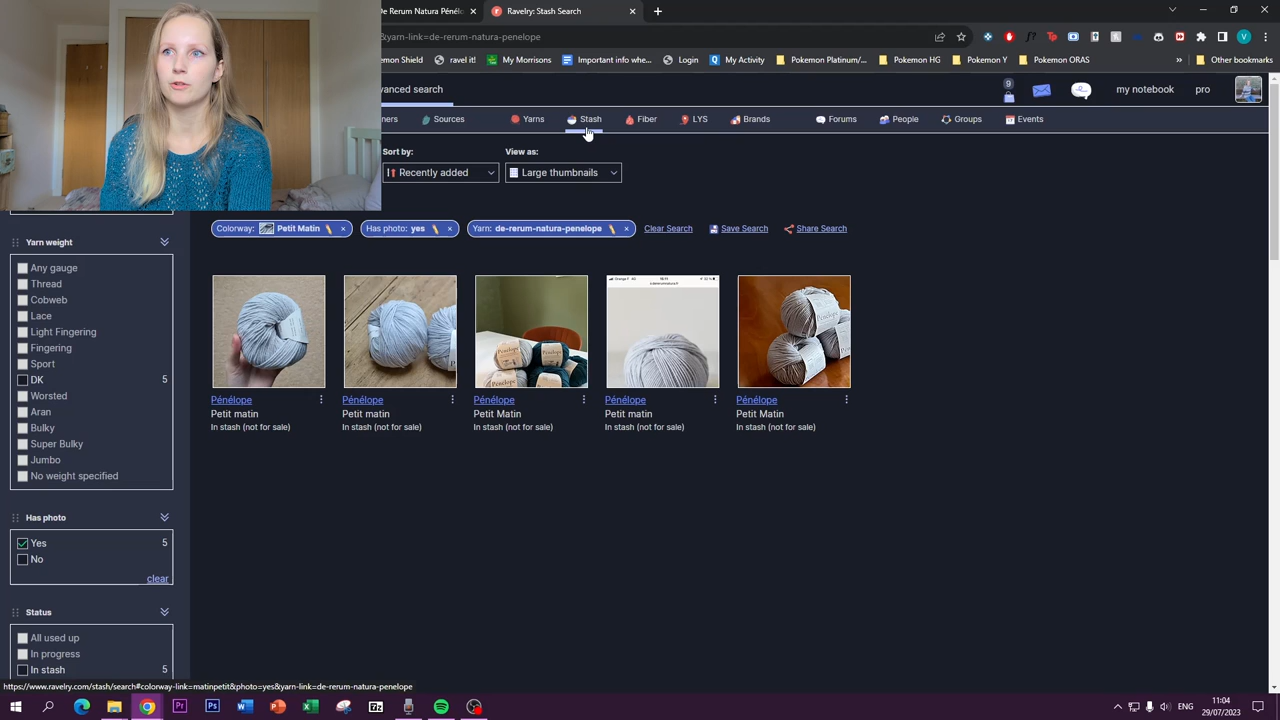 De Rerum Natura Pénélo
Ravelry: Stash Search
&yarn-link=de-rerum-natura-penelope
Pokemon Shield
ravel it!
My Morrisons
Important info whe...
Login
My Activity
Pokemon Platinum/...
Pokemon HG
Pokemon Y
Pokemon ORAS
Other bookmarks
vanced search
9
my notebook
pro
ners
Sources
Yarns
Stash
Fiber
LYS
Brands
Forums
People
Groups
Events
Sort by:
View as:
Recently added
Large thumbnails
Colorway: Petit Matin
Has photo: yes
Yarn: de-rerum-natura-penelope
Clear Search
Save Search
Share Search
Yarn weight
Any gauge
Thread
Cobweb
Lace
Light Fingering
Fingering
Sport
DK 5
Worsted
Aran
Bulky
Super Bulky
Jumbo
No weight specified
Pénélope
Petit matin
In stash (not for sale)
Pénélope
Petit matin
In stash (not for sale)
Pénélope
Petit Matin
In stash (not for sale)
Pénélope
Petit matin
In stash (not for sale)
Pénélope
Petit Matin
In stash (not for sale)
Has photo
Yes 5
No
clear
Status
All used up
In progress
In stash 5
https://www.ravelry.com/stash/search#colorway-link=matinpetit&photo=yes&yarn-link=de-rerum-natura-penelope
ENG
11:04
29/07/2023